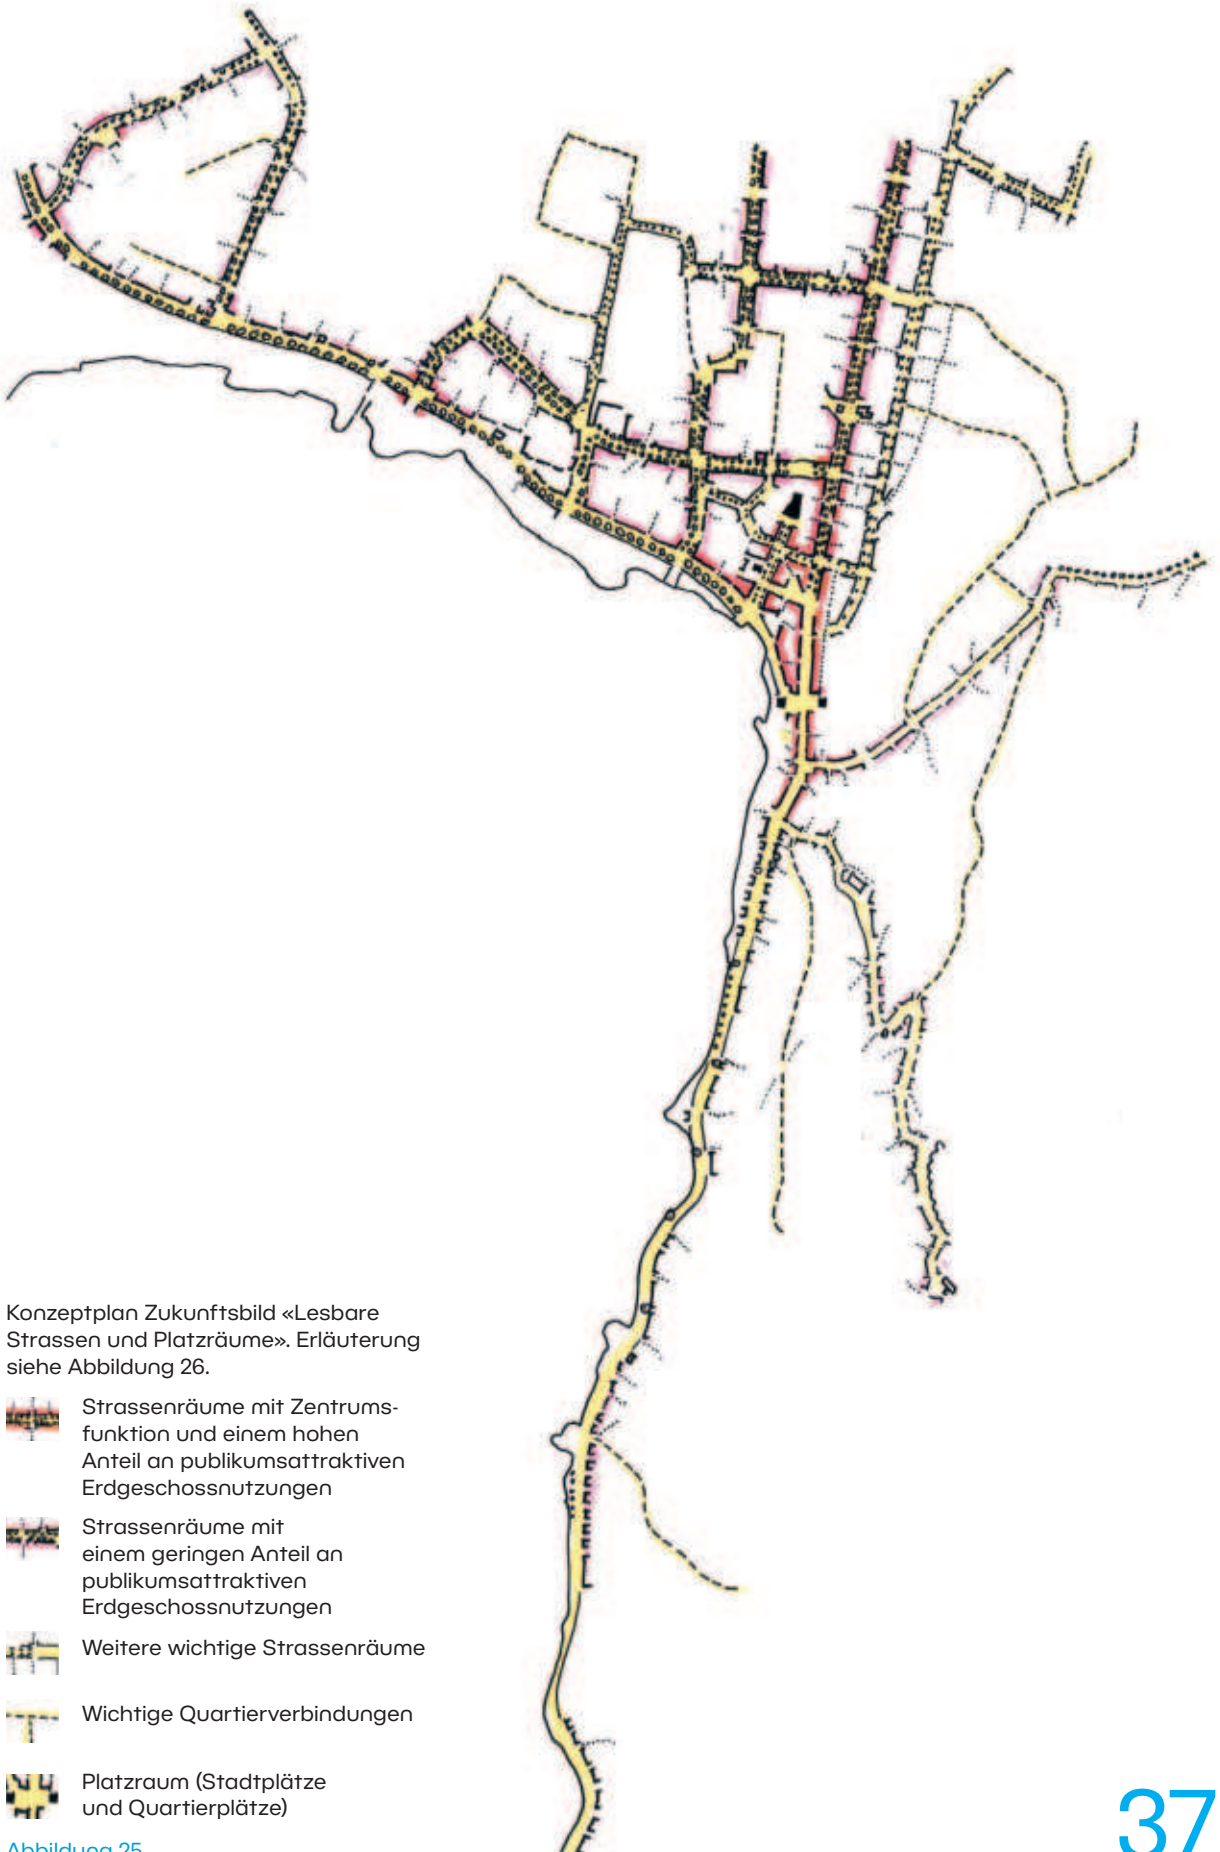 Konzeptplan Zukunftsbild «Lesbare
Strassen und Platzräume». Erläuterung
siehe Abbildung 26.
Strassenräume mit Zentrums-
funktion und einem hohen
Anteil an publikumsattraktiven
Erdgeschossnutzungen
Strassenräume mit
einem geringen Anteil an
publikumsattraktiven
Erdgeschossnutzungen
Weitere wichtige Strassenräume
Wichtige Quartierverbindungen
Platzraum (Stadtplätze
und Quartierplätze)
Abbildung 25
37